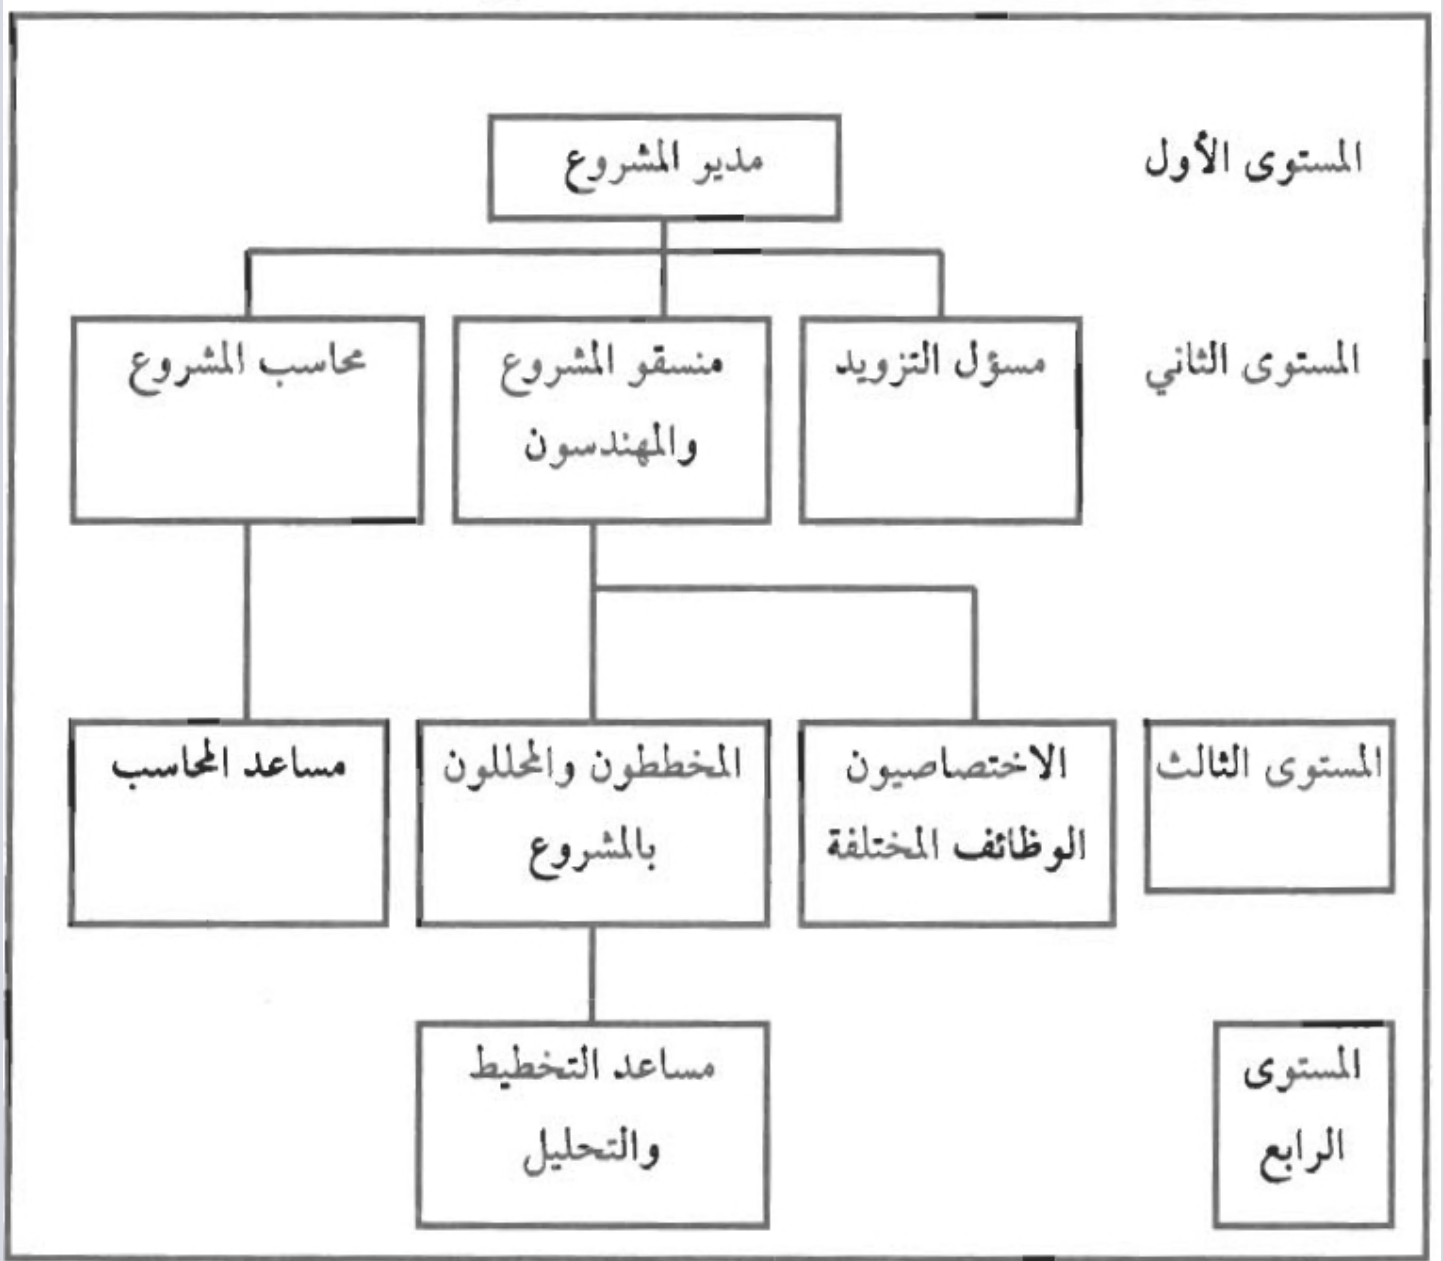 المستوى الأول
مدير المشروع
المستوى الثاني
مسؤل التزويد
منسقو المشروع
والمهندسون
محاسب المشروع
المستوى الثالث
الاختصاصيون
الوظائف المختلفة
المخططون والمحللون
بالمشروع
مساعد المحاسب
المستوى
الرابع
مساعد التخطيط
والتحليل